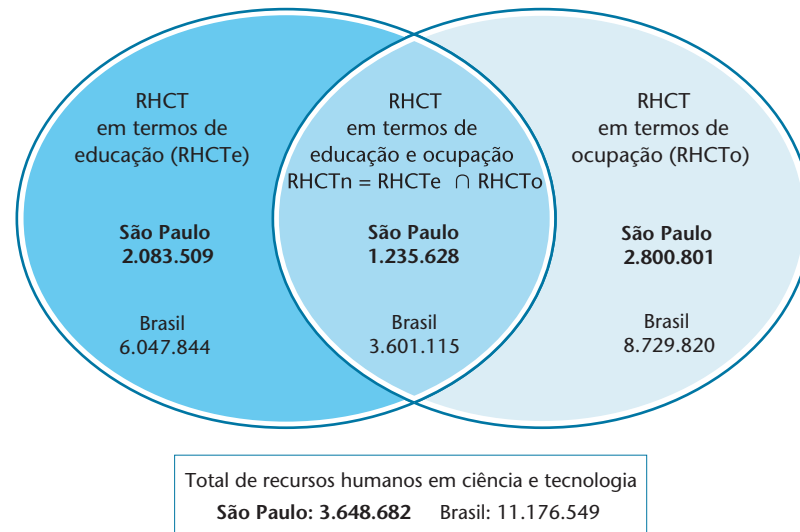 RHCT
em termos de
educação (RHCTe)
São Paulo
2.083.509
Brasil
6.047.844
RHCT
em termos de
educação e ocupação
RHCTn = RHCTe ∩ RHCTo
São Paulo
1.235.628
Brasil
3.601.115
RHCT
em termos de
ocupação (RHCTo)
São Paulo
2.800.801
Brasil
8.729.820
Total de recursos humanos em ciência e tecnologia
São Paulo: 3.648.682 Brasil: 11.176.549